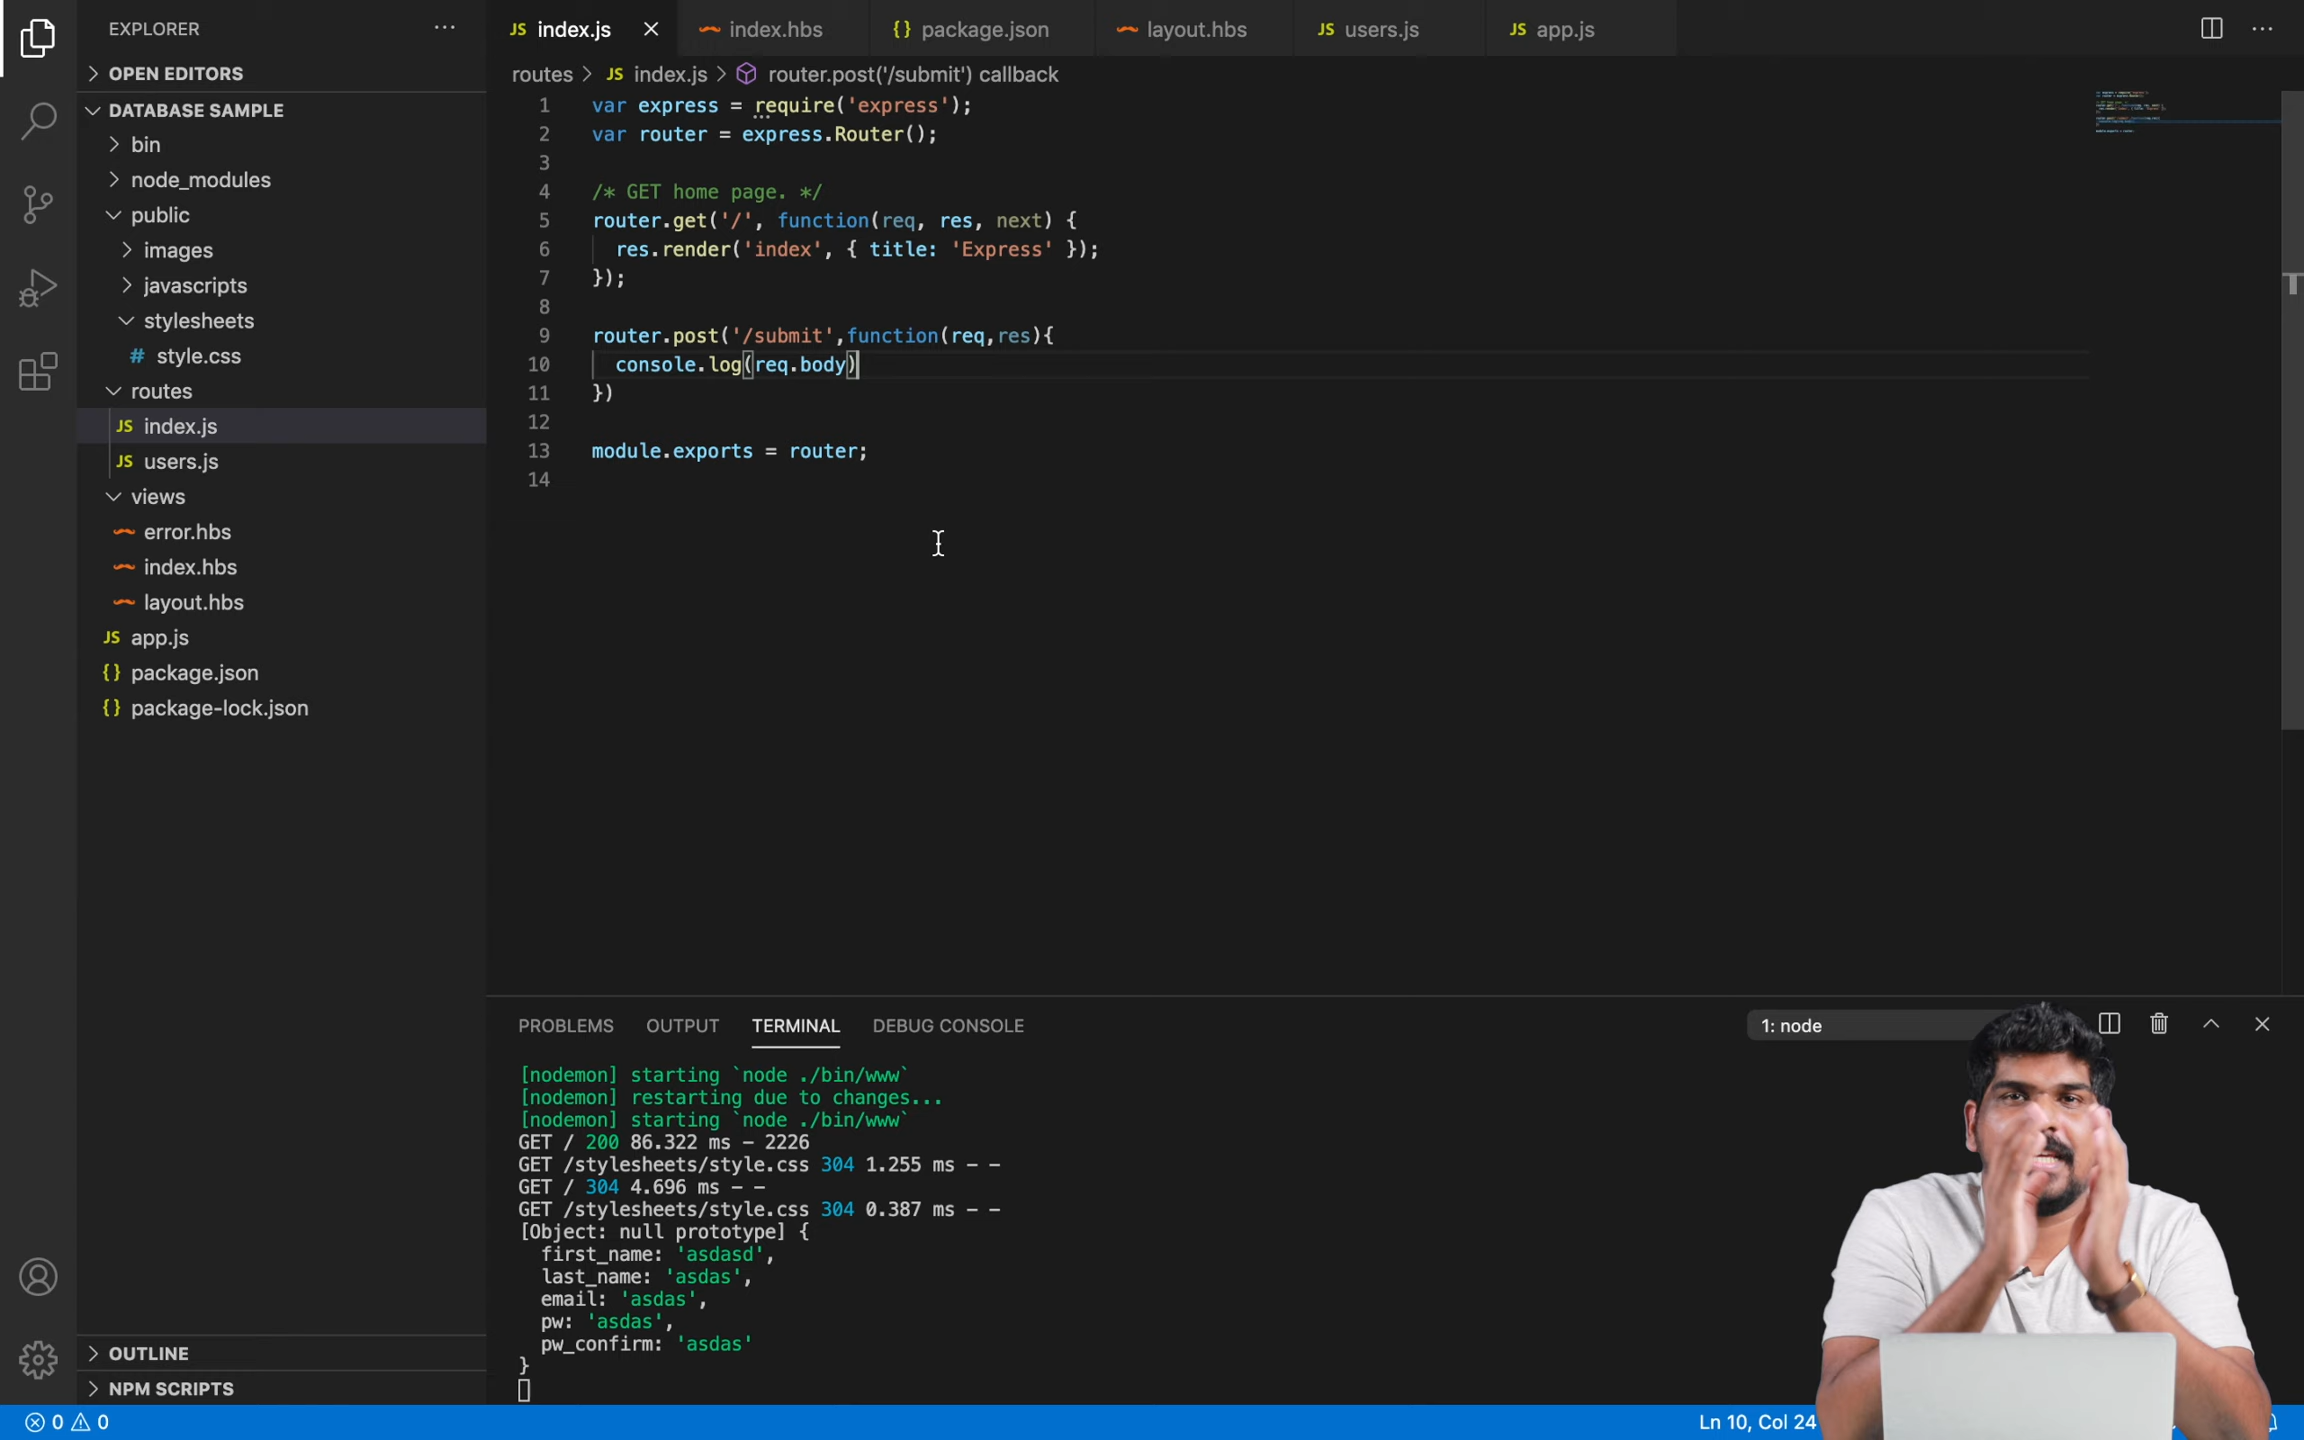 EXPLORER
OPEN EDITORS
DATABASE SAMPLE
bin
node_modules
public
images
javascripts
stylesheets
# style.css
routes
JS index.js
JS users.js
views
error.hbs
index.hbs
layout.hbs
JS app.js
{} package.json
{} package-lock.json
OUTLINE
NPM SCRIPTS
JS index.js
index.hbs
{} package.json
layout.hbs
JS users.js
JS app.js
routes > JS index.js > router.post('/submit') callback
1 var express = require('express');
2 var router = express.Router();
3
4 /* GET home page. */
5 router.get('/', function(req, res, next) {
6 res.render('index', { title: 'Express' });
7 });
8
9 router.post('/submit',function(req,res){
10 console.log(req.body)
11 })
12
13 module.exports = router;
14
PROBLEMS OUTPUT TERMINAL DEBUG CONSOLE
1: node
[nodemon] starting `node ./bin/www`
[nodemon] restarting due to changes...
[nodemon] starting `node ./bin/www`
GET / 200 86.322 ms - 2226
GET /stylesheets/style.css 304 1.255 ms - -
GET / 304 4.696 ms - -
GET /stylesheets/style.css 304 0.387 ms - -
[Object: null prototype] {
first_name: 'asdasd',
last_name: 'asdas',
email: 'asdas',
pw: 'asdas',
pw_confirm: 'asdas'
}
0 0
Ln 10, Col 24